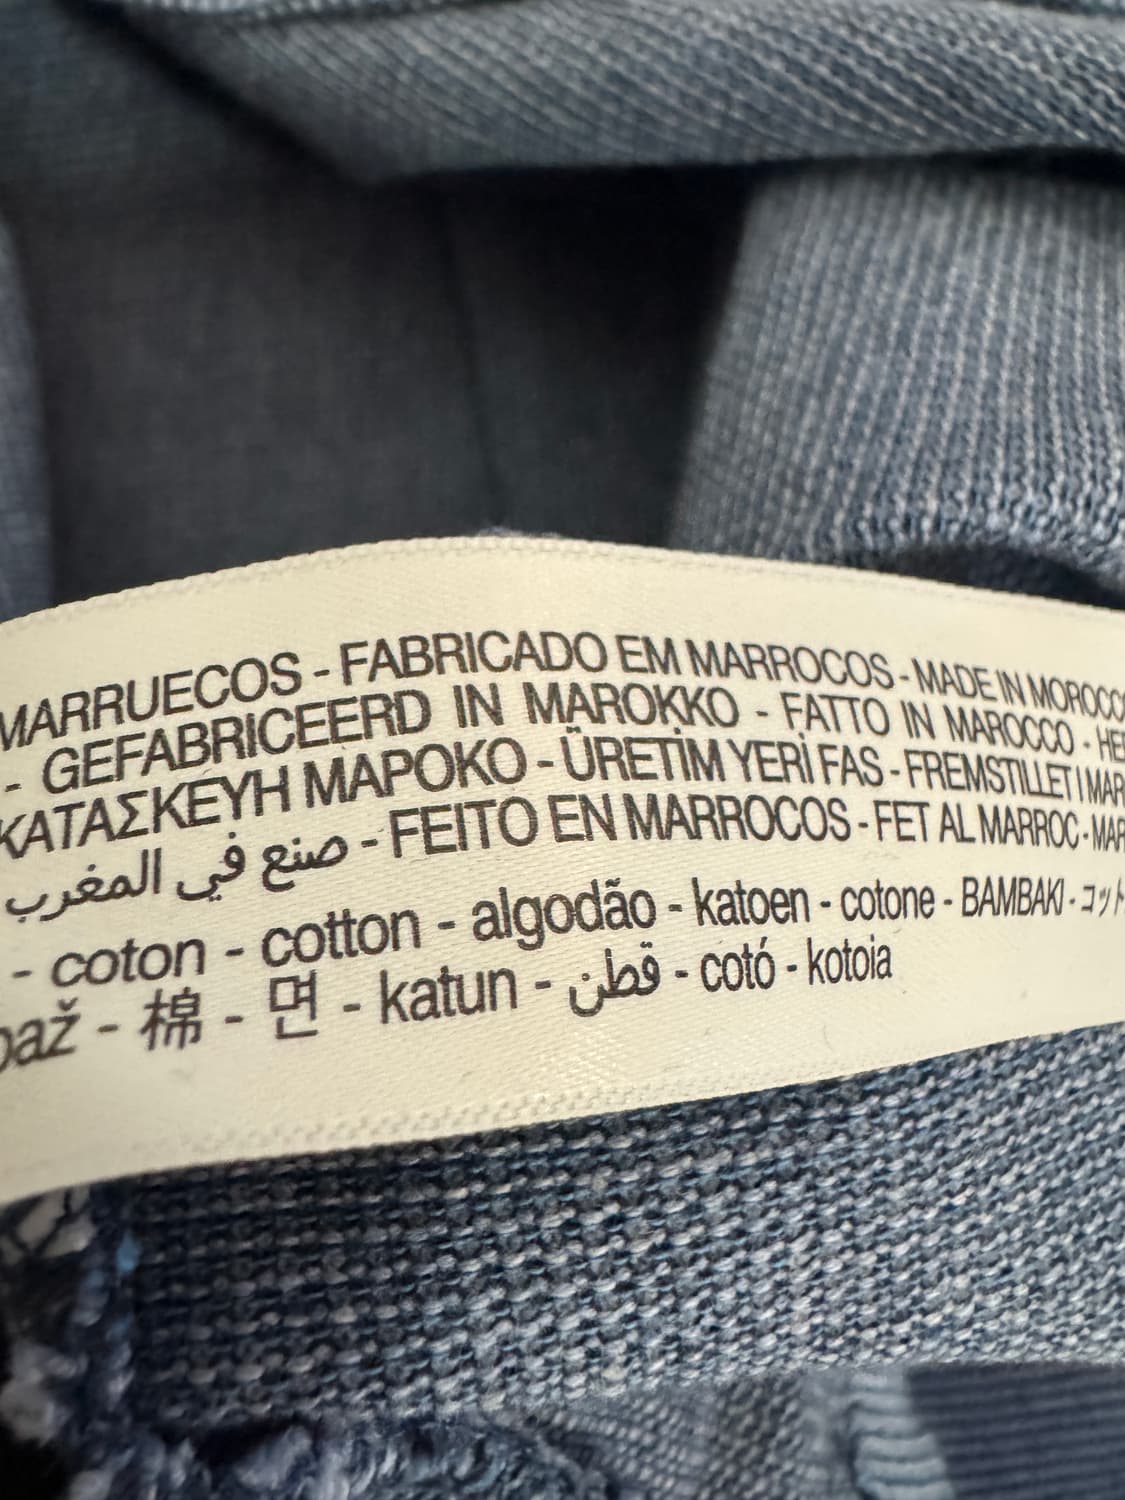 MARRUECOS - FABRICADO EM MARROCOS - MADE IN MOROCCO
- GEFABRICEERD IN MAROKKO - FATTO IN MAROCCO -
ΚΑΤΑΣΚΕΥΗ ΜΑΡΟΚΟ - ÜRETİM YERİ FAS - FREMSTILLET I
صنع في المغرب - FEITO EN MARROCOS - FET AL MARROC -
- coton - cotton - algodão - katoen - cotone - BAMBAKI -
- 棉 - 면 - katun - قطن - cotó - kotoia